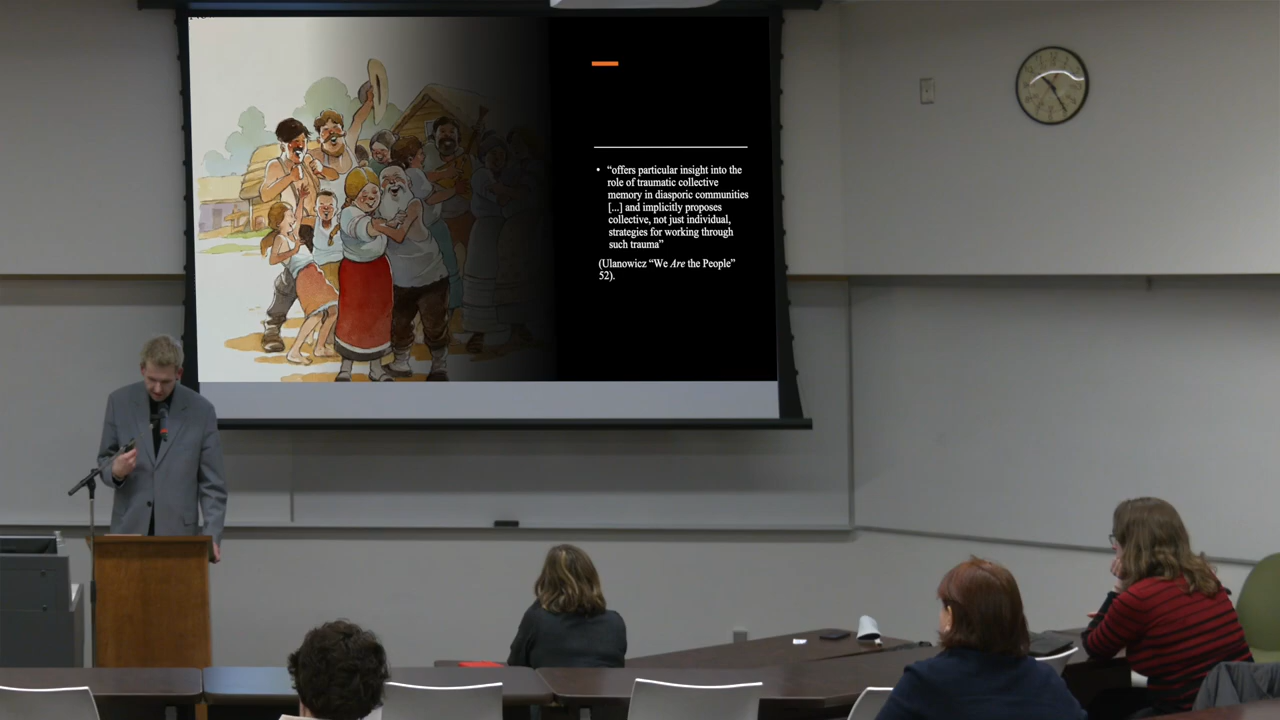 • “offers particular insight into the
role of traumatic collective
memory in diasporic communities
[...] and implicitly proposes
collective, not just individual,
strategies for working through
such trauma”
(Ulanowicz “We Are the People”
52).